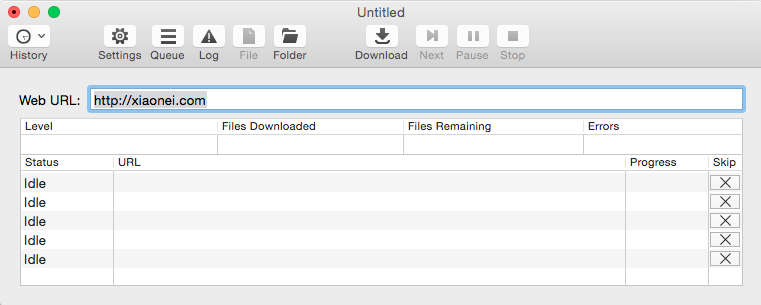 Untitled
History Settings Queue Log File Folder Download Next Pause Stop
Web URL: http://xiaonei.com
Level Files Downloaded Files Remaining Errors
Status URL Progress Skip
Idle
Idle
Idle
Idle
Idle